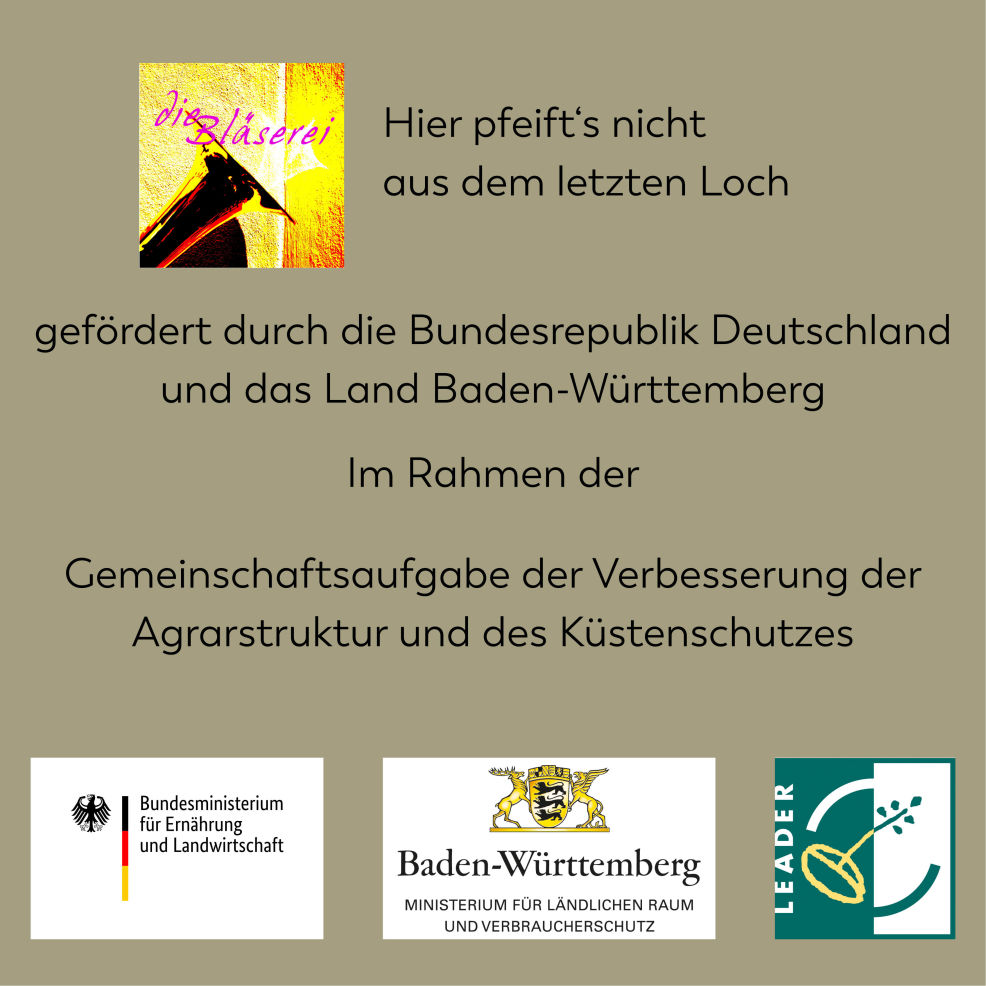 die
Bläserei
Hier pfeift‘s nicht
aus dem letzten Loch
gefördert durch die Bundesrepublik Deutschland
und das Land Baden-Württemberg
Im Rahmen der
Gemeinschaftsaufgabe der Verbesserung der
Agrarstruktur und des Küstenschutzes
Bundesministerium
für Ernährung
und Landwirtschaft
Baden-Württemberg
MINISTERIUM FÜR LÄNDLICHEN RAUM
UND VERBRAUCHERSCHUTZ
LEADER